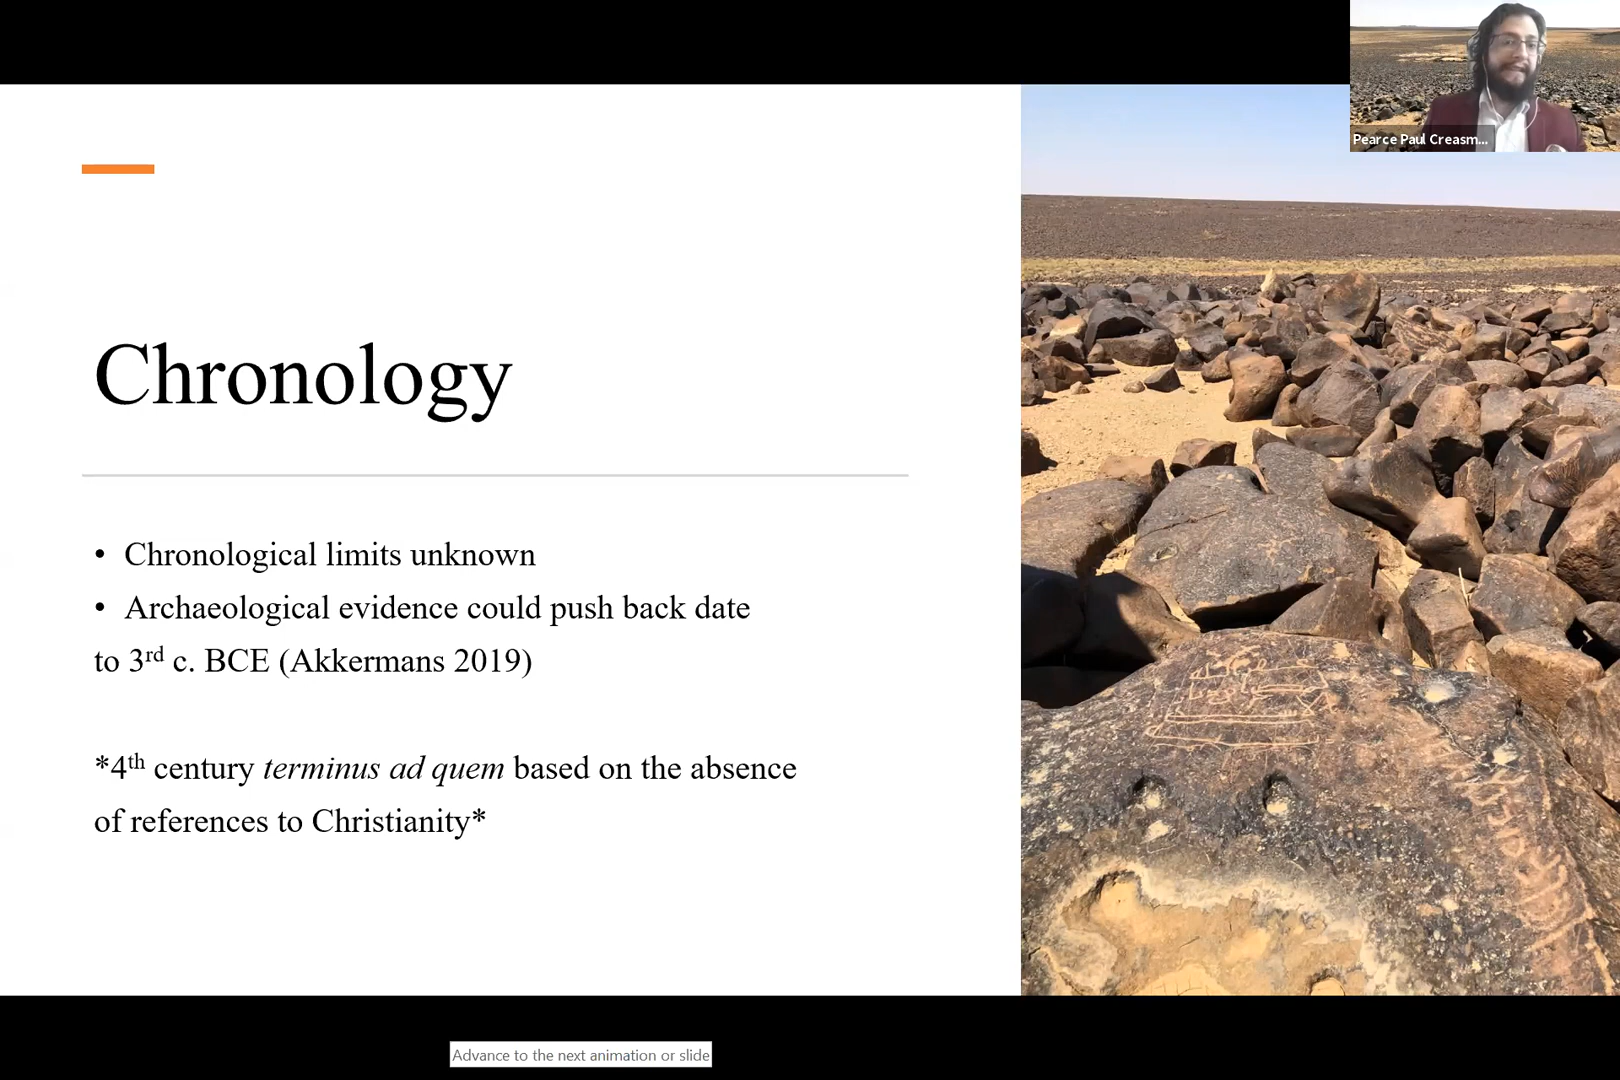 Pearce Paul Creasm...
Chronology
• Chronological limits unknown
• Archaeological evidence could push back date
to 3rd c. BCE (Akkermans 2019)
*4th century terminus ad quem based on the absence
of references to Christianity*
Advance to the next animation or slide